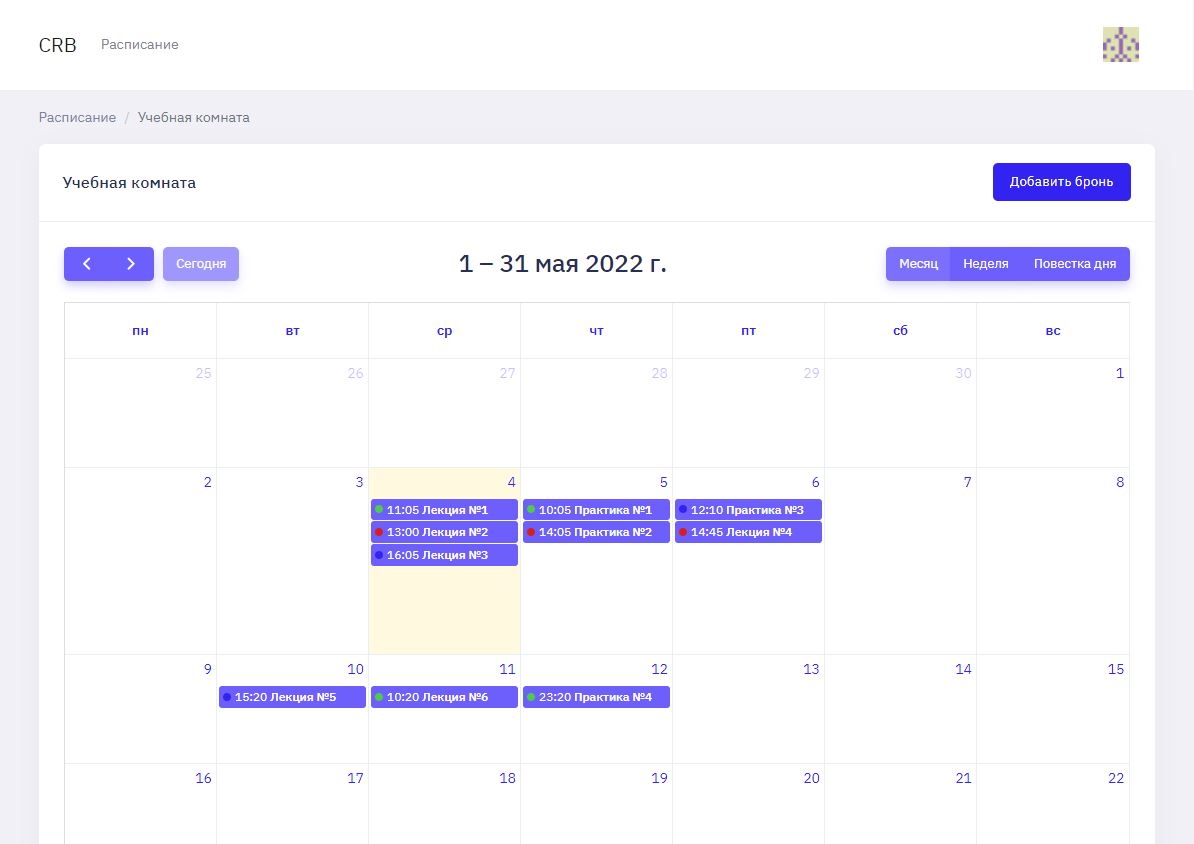 CRB Расписание
Расписание / Учебная комната
Учебная комната
Добавить бронь
Сегодня
1 – 31 мая 2022 г.
Месяц Неделя Повестка дня
пн вт ср чт пт сб вс
25 26 27 28 29 30 1
2 3 4 5 6 7 8
11:05 Лекция №1 10:05 Практика №1 12:10 Практика №3
13:00 Лекция №2 14:05 Практика №2 14:45 Лекция №4
16:05 Лекция №3
9 10 11 12 13 14 15
15:20 Лекция №5 10:20 Лекция №6 23:20 Практика №4
16 17 18 19 20 21 22